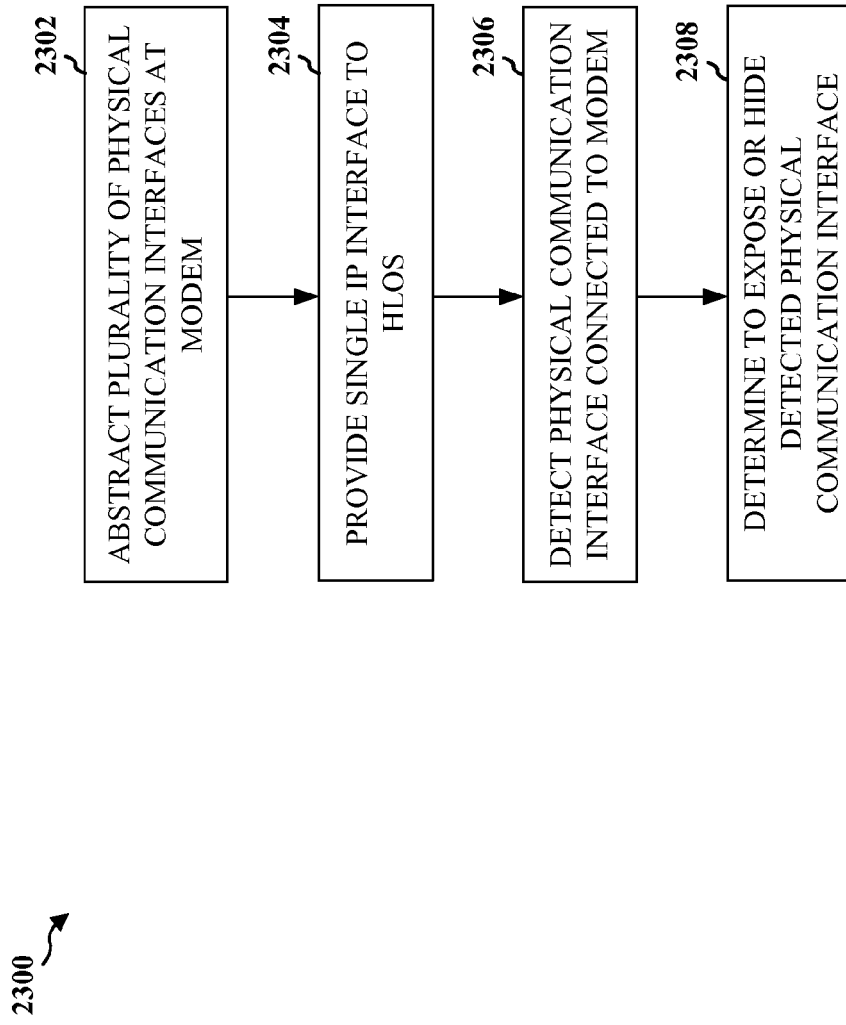 2300
2302
ABSTRACT PLURALITY OF PHYSICAL
COMMUNICATION INTERFACES AT
MODEM
2304
PROVIDE SINGLE IP INTERFACE TO
HLOS
2306
DETECT PHYSICAL COMMUNICATION
INTERFACE CONNECTED TO MODEM
2308
DETERMINE TO EXPOSE OR HIDE
DETECTED PHYSICAL
COMMUNICATION INTERFACE